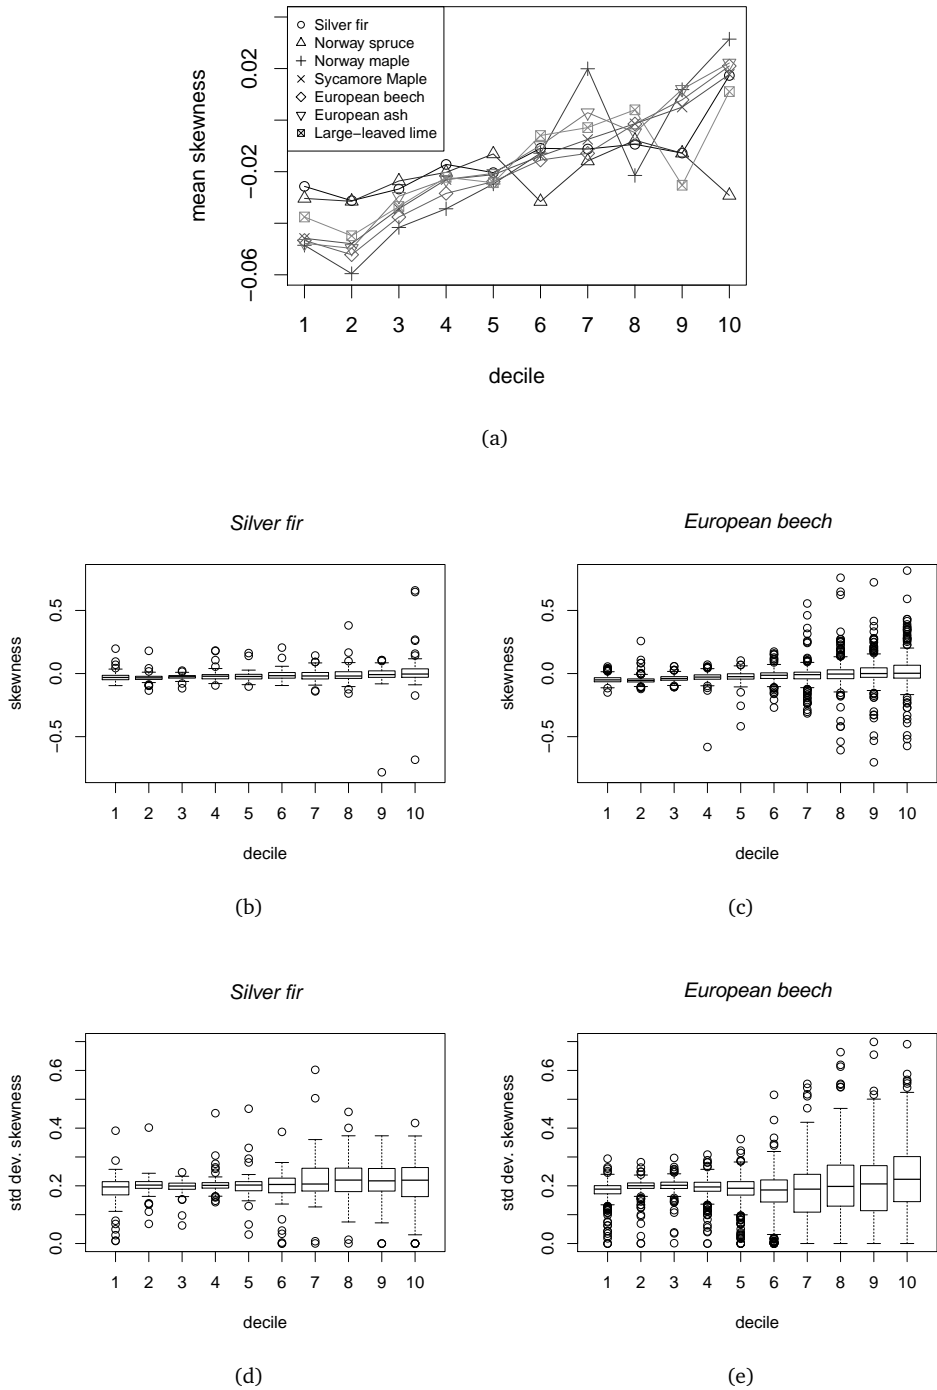 Silver fir
Norway spruce
Norway maple
Sycamore Maple
European beech
European ash
Large-leaved lime
mean skewness
0.02
-0.02
-0.06
1 2 3 4 5 6 7 8 9 10
decile
(a)
Silver fir
skewness
0.5
0.0
-0.5
1 2 3 4 5 6 7 8 9 10
decile
(b)
European beech
skewness
0.5
0.0
-0.5
1 2 3 4 5 6 7 8 9 10
decile
(c)
Silver fir
std dev. skewness
0.6
0.4
0.2
0.0
1 2 3 4 5 6 7 8 9 10
decile
(d)
European beech
std dev. skewness
0.6
0.4
0.2
0.0
1 2 3 4 5 6 7 8 9 10
decile
(e)